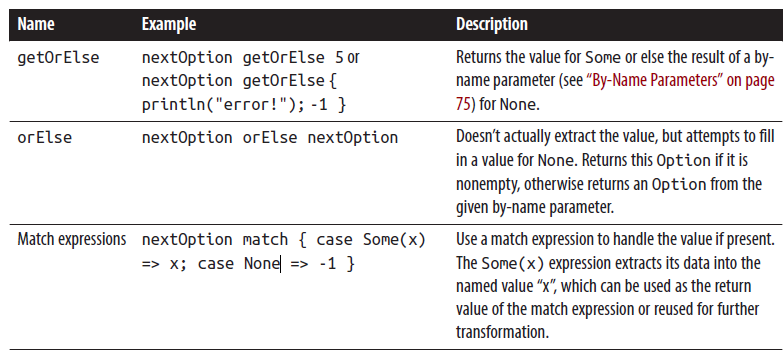 Name Example Description
getOrElse nextOption getOrElse 5 or Returns the value for Some or else the result of a by-
nextOption getOrElse { name parameter (see “By-Name Parameters” on page
println("error!"); -1 } 75) for None.
orElse nextOption orElse nextOption Doesn’t actually extract the value, but attempts to fill
in a value for None. Returns this Option if it is
nonempty, otherwise returns an Option from the
given by-name parameter.
Match expressions nextOption match { case Some(x) Use a match expression to handle the value if present.
=> x; case None => -1 } The Some(x) expression extracts its data into the
named value “x”, which can be used as the return
value of the match expression or reused for further
transformation.